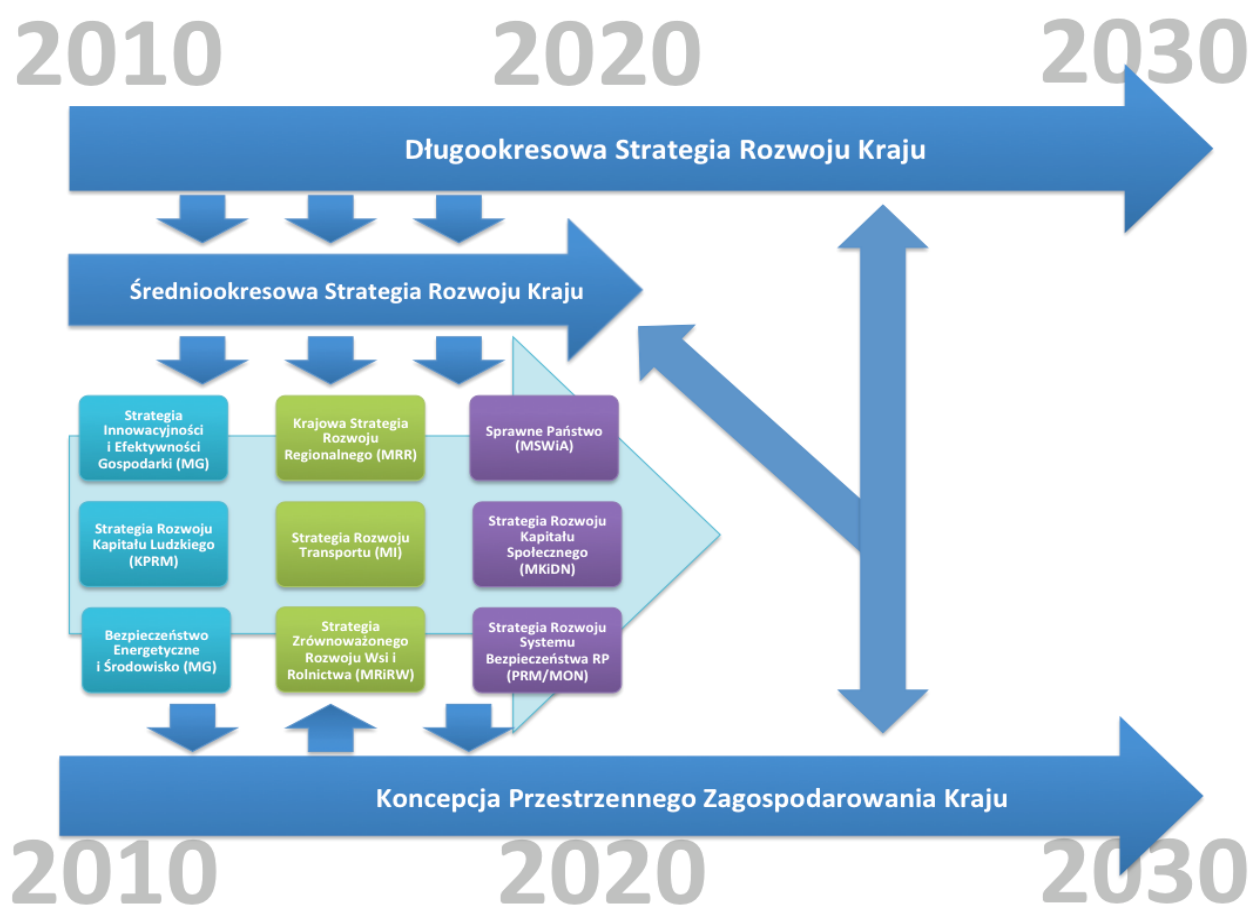 2010 2020 2030
Długookresowa Strategia Rozwoju Kraju
Średniookresowa Strategia Rozwoju Kraju
Strategia
Innowacyjności
i Efektywności
Gospodarki (MG)
Krajowa Strategia
Rozwoju
Regionalnego (MRR)
Sprawne Państwo
(MSWiA)
Strategia Rozwoju
Kapitału Ludzkiego
(KPRM)
Strategia Rozwoju
Transportu (MI)
Strategia Rozwoju
Kapitału
Społecznego
(MKiDN)
Bezpieczeństwo
Energetyczne
i Środowisko (MG)
Strategia
Zrównoważonego
Rozwoju Wsi i
Rolnictwa (MRiRW)
Strategia Rozwoju
Systemu
Bezpieczeństwa RP
(PRM/MON)
Koncepcja Przestrzennego Zagospodarowania Kraju
2010 2020 2030